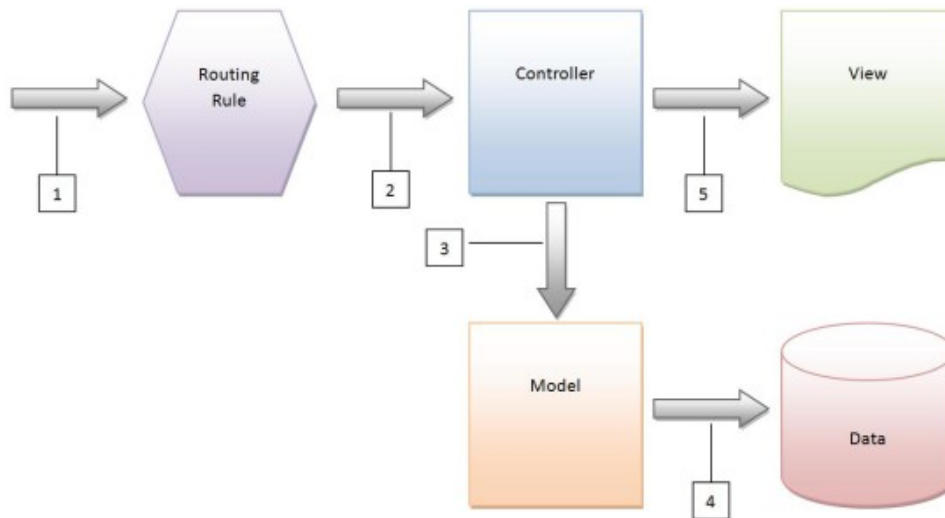 Routing
Rule
Controller
View
1
2
5
3
Model
Data
4